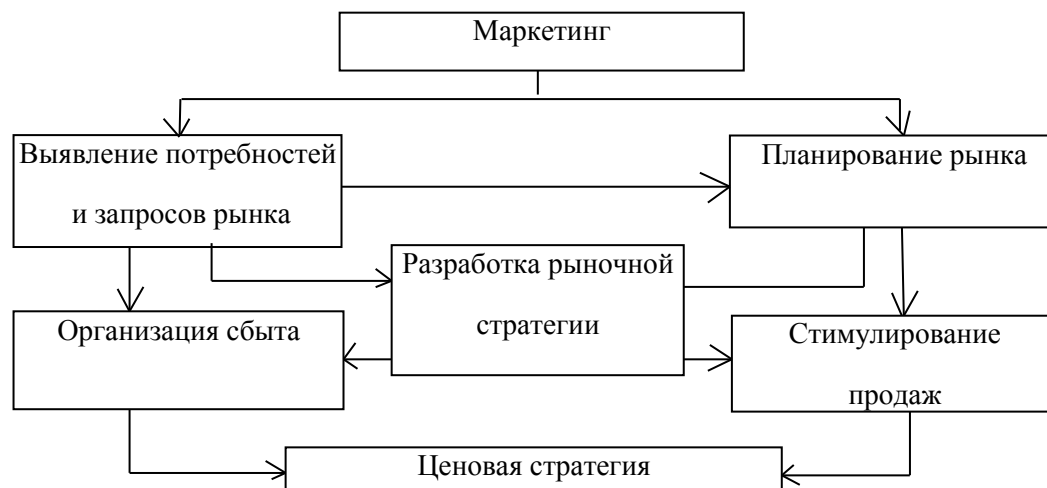 Маркетинг
Выявление потребностей
и запросов рынка
Планирование рынка
Разработка рыночной
стратегии
Организация сбыта
Стимулирование
продаж
Ценовая стратегия